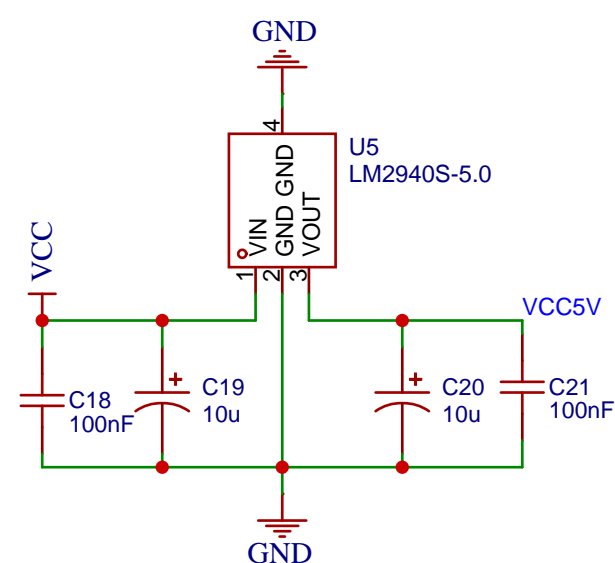 GND
4
U5
LM2940S-5.0
VIN
GND GND
VOUT
1
2
3
VCC
VCC5V
C18
100nF
+
C19
10u
+
C20
10u
C21
100nF
GND